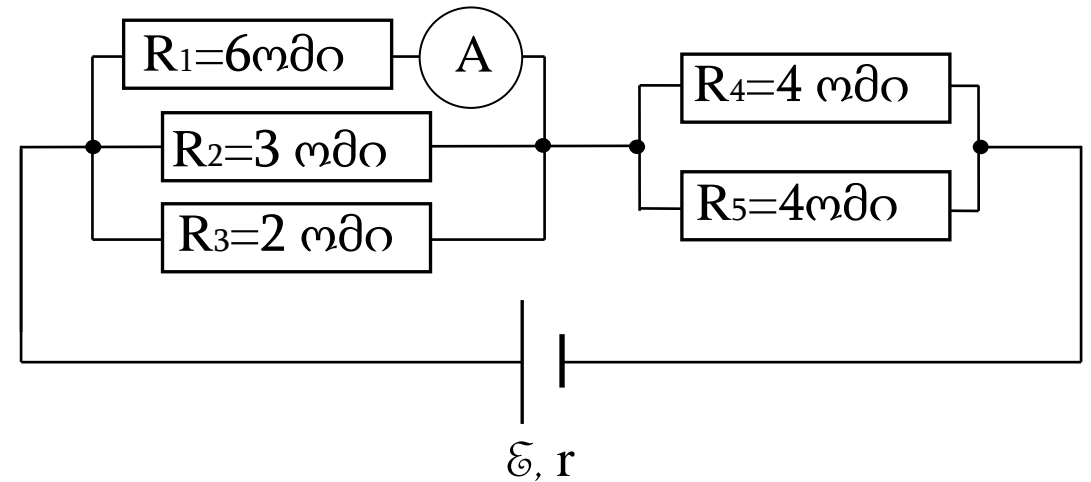 R₁=6ომი
A
R₂=3 ომი
R₃=2 ომი
R₄=4 ომი
R₅=4ომი
ℰ, r